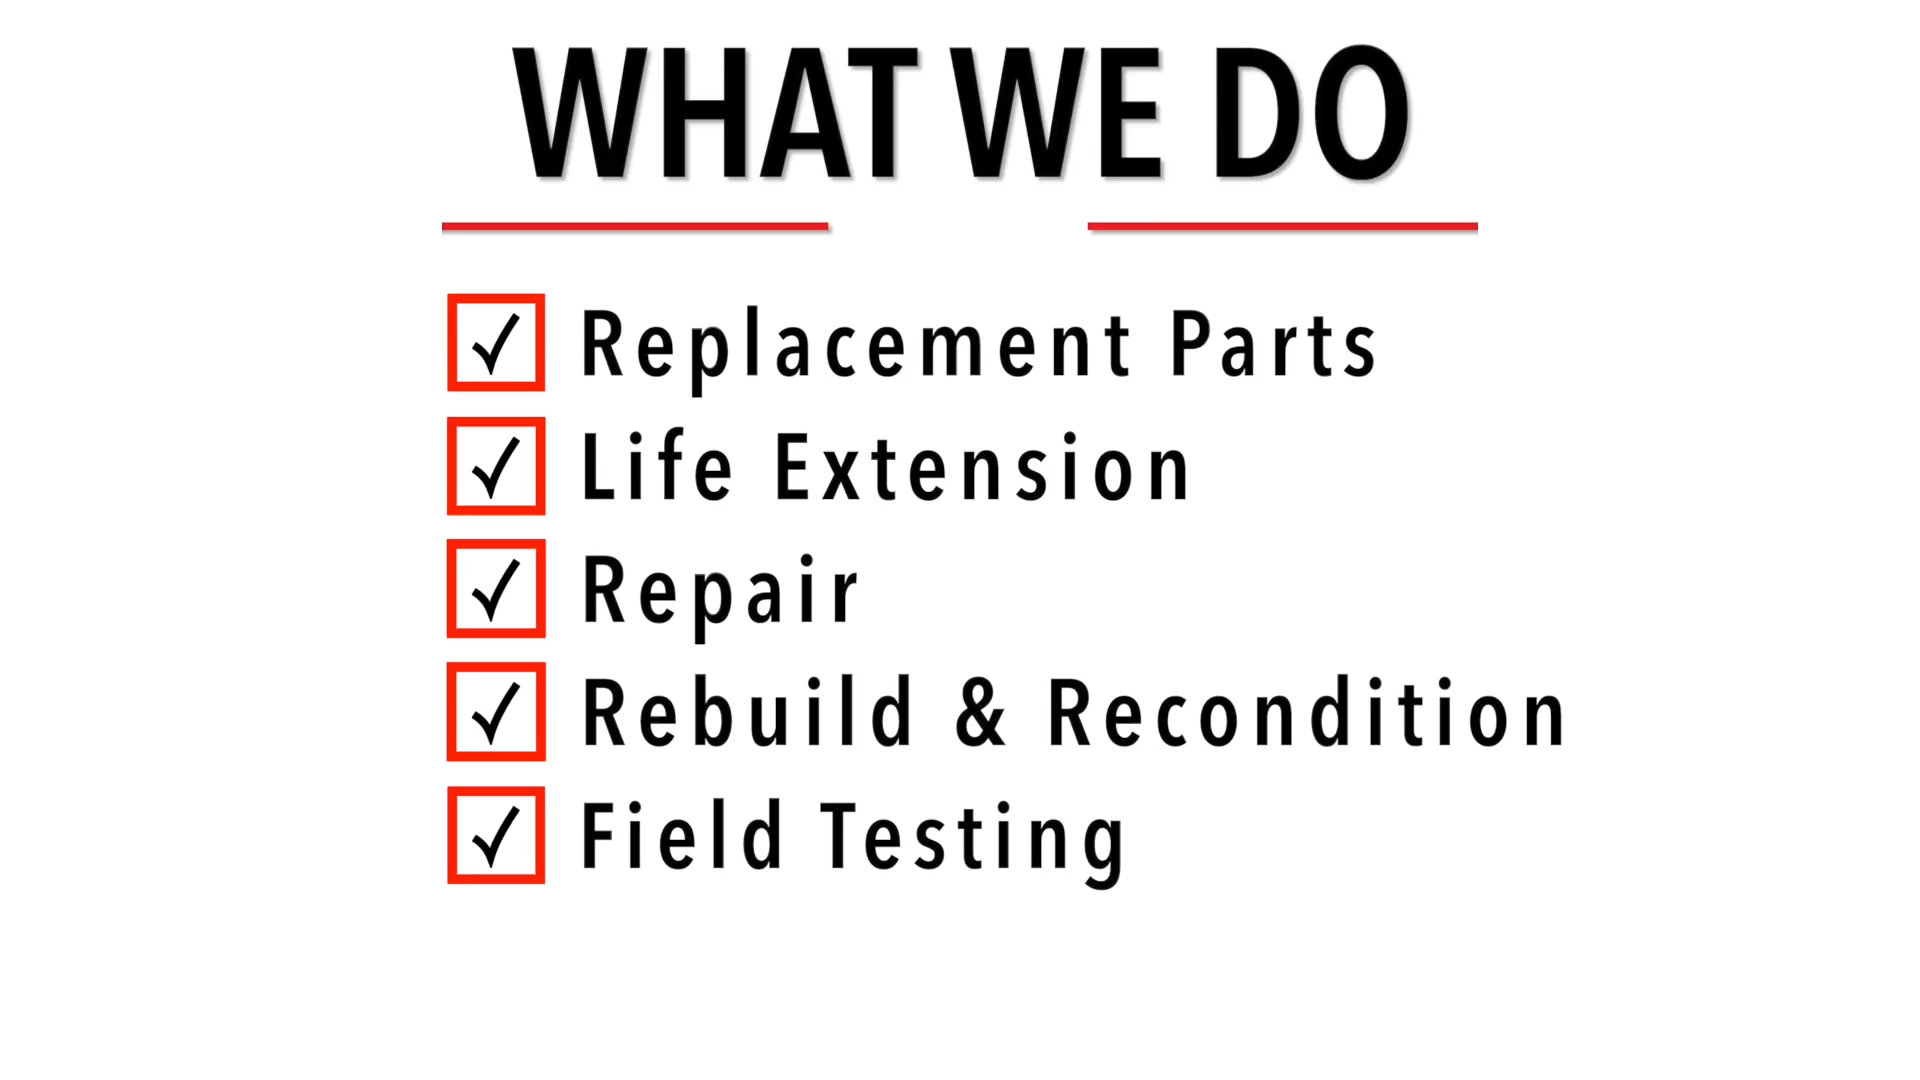 WHAT WE DO
✓ Replacement Parts
✓ Life Extension
✓ Repair
✓ Rebuild & Recondition
✓ Field Testing